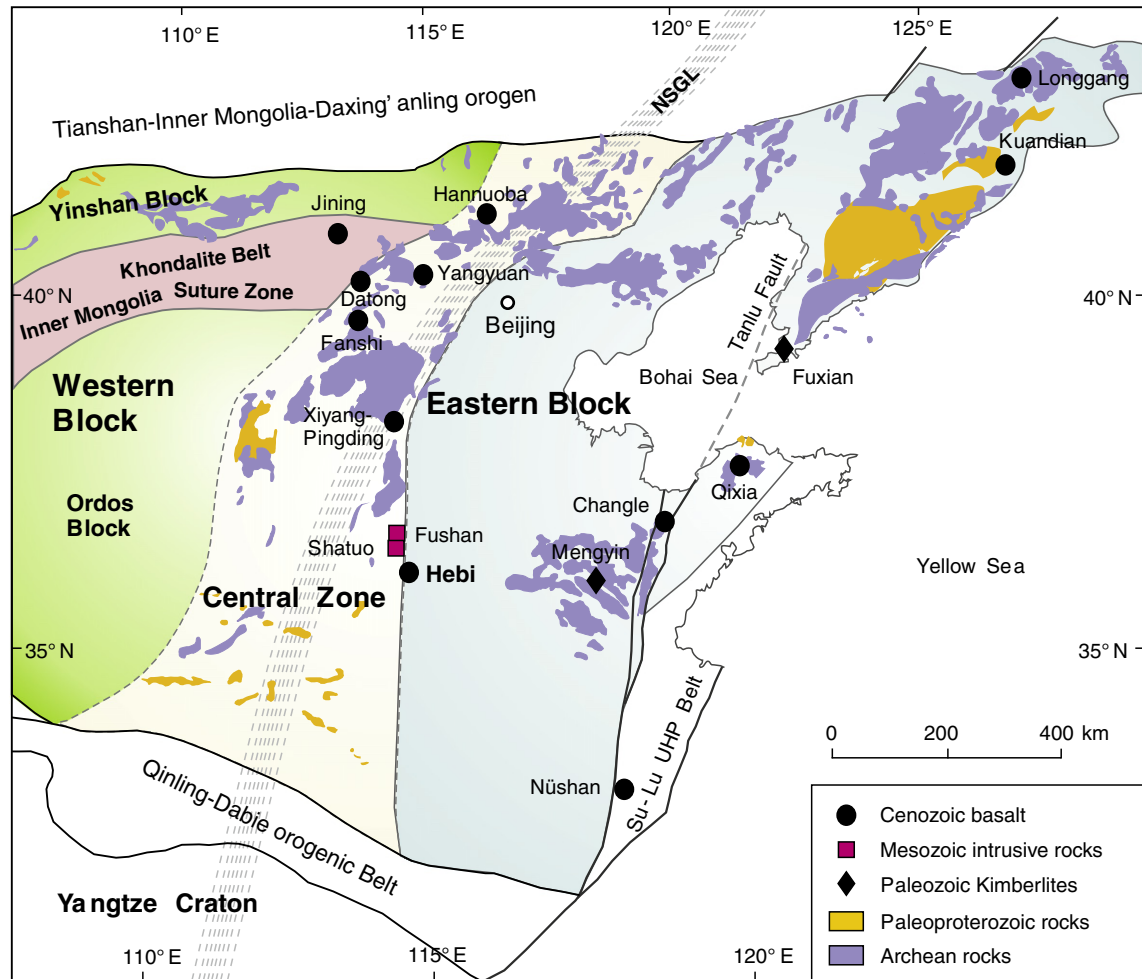 110° E
115° E
120° E
125° E
NSGL
Longgang
Tianshan-Inner Mongolia-Daxing' anling orogen
Kuandian
Yinshan Block
Hannuoba
Jining
Khondalite Belt
Yangyuan
Inner Mongolia Suture Zone
Datong
40° N
40° N
Beijing
Tanlu Fault
Fanshi
Bohai Sea
Fuxian
Western
Block
Eastern Block
Xiyang-
Pingding
Qixia
Ordos
Block
Changle
Fushan
Shatuo
Mengyin
Hebi
Yellow Sea
Central Zone
35° N
35° N
Su-Lu UHP Belt
0 200 400 km
Nüshan
Qinling-Dabie orogenic Belt
Yangtze Craton
Cenozoic basalt
Mesozoic intrusive rocks
Paleozoic Kimberlites
Paleoproterozoic rocks
Archean rocks
110° E
115° E
120° E